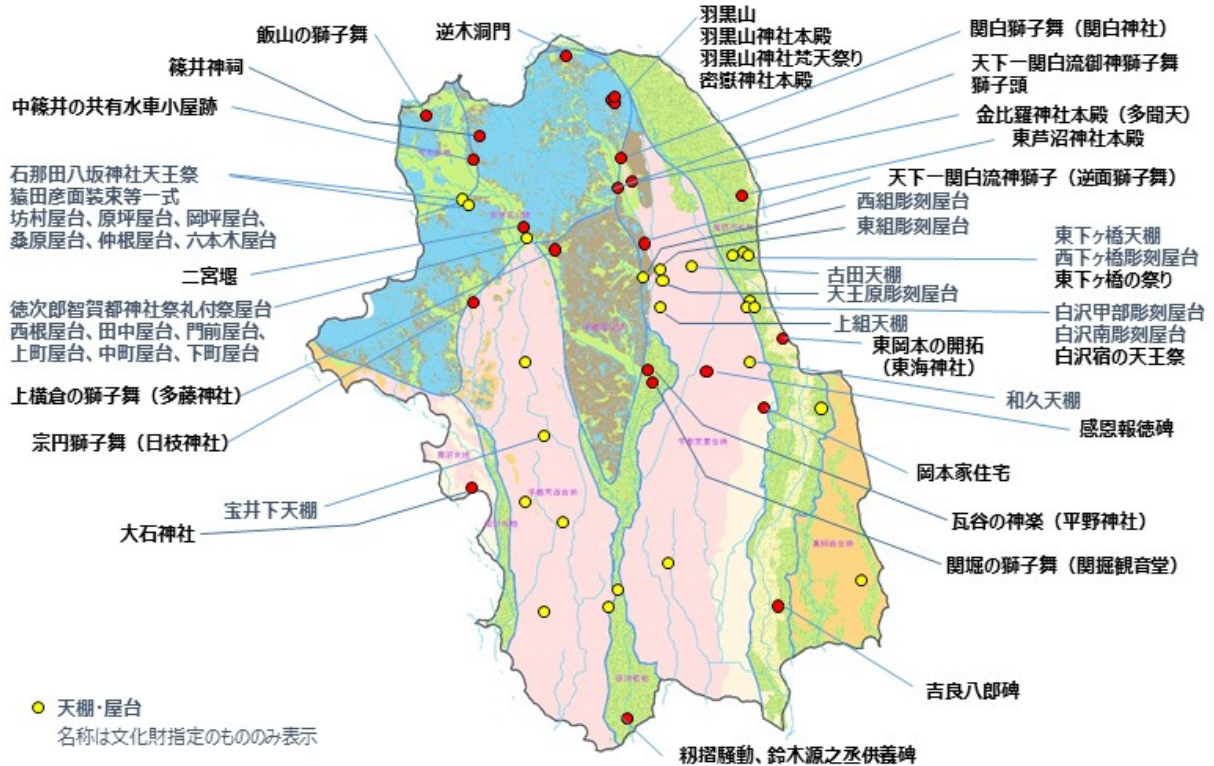 羽黒山
羽黒山神社本殿
羽黒山神社梵天祭り
密嶽神社本殿
逆木洞門
飯山の獅子舞
篠井神祠
中篠井の共有水車小屋跡
石那田八坂神社天王祭
猿田彦面装束等一式
坊村屋台、原坪屋台、岡坪屋台、
桑原屋台、仲根屋台、六本木屋台
二宮堰
徳次郎智賀都神社祭礼付祭屋台
西根屋台、田中屋台、門前屋台、
上町屋台、中町屋台、下町屋台
上横倉の獅子舞（多藤神社）
宗円獅子舞（日枝神社）
宝井下天棚
大石神社
関白獅子舞（関白神社）
天下一関白流御神獅子舞
獅子頭
金比羅神社本殿（多聞天）
東芦沼神社本殿
天下一関白流神獅子（逆面獅子舞）
西組彫刻屋台
東組彫刻屋台
東下ヶ橋天棚
西下ヶ橋彫刻屋台
東下ヶ橋の祭り
古田天棚
天王原彫刻屋台
白沢甲部彫刻屋台
白沢南彫刻屋台
白沢宿の天王祭
上組天棚
東岡本の開拓
（東海神社）
和久天棚
感恩報徳碑
岡本家住宅
瓦谷の神楽（平野神社）
関堀の獅子舞（関掘観音堂）
吉良八郎碑
籾摺騒動、鈴木源之丞供養碑
天棚・屋台
名称は文化財指定のもののみ表示